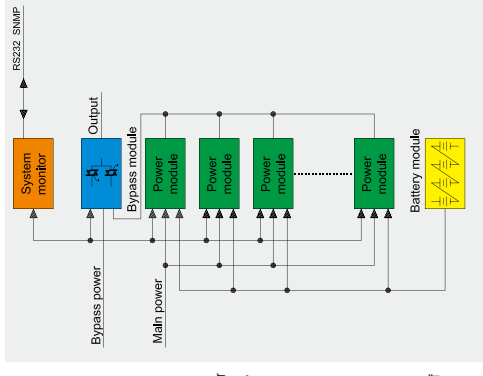 RS232 SNMP
System
monitor
Output
Bypass module
Power
module
Power
module
Power
module
Power
module
Battery module
Bypass power
MaIn power